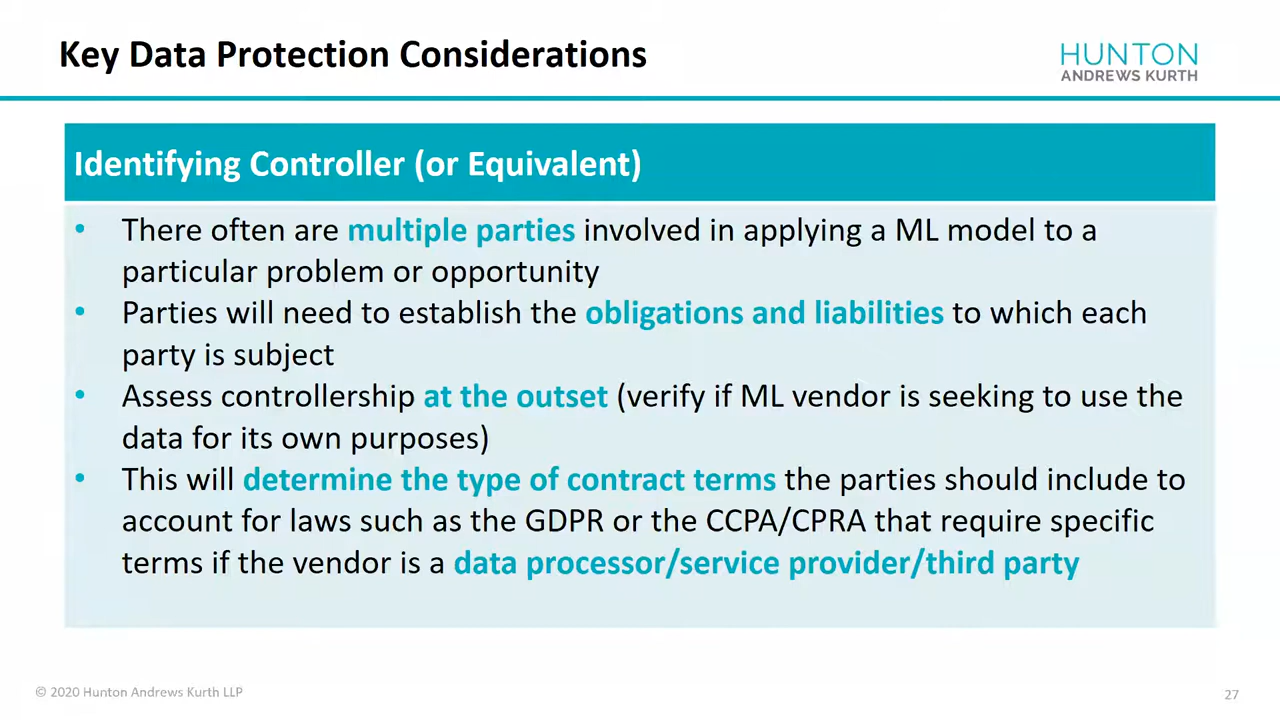 Key Data Protection Considerations
HUNTON
ANDREWS KURTH
Identifying Controller (or Equivalent)
• There often are multiple parties involved in applying a ML model to a
particular problem or opportunity
• Parties will need to establish the obligations and liabilities to which each
party is subject
• Assess controllership at the outset (verify if ML vendor is seeking to use the
data for its own purposes)
• This will determine the type of contract terms the parties should include to
account for laws such as the GDPR or the CCPA/CPRA that require specific
terms if the vendor is a data processor/service provider/third party
© 2020 Hunton Andrews Kurth LLP
27